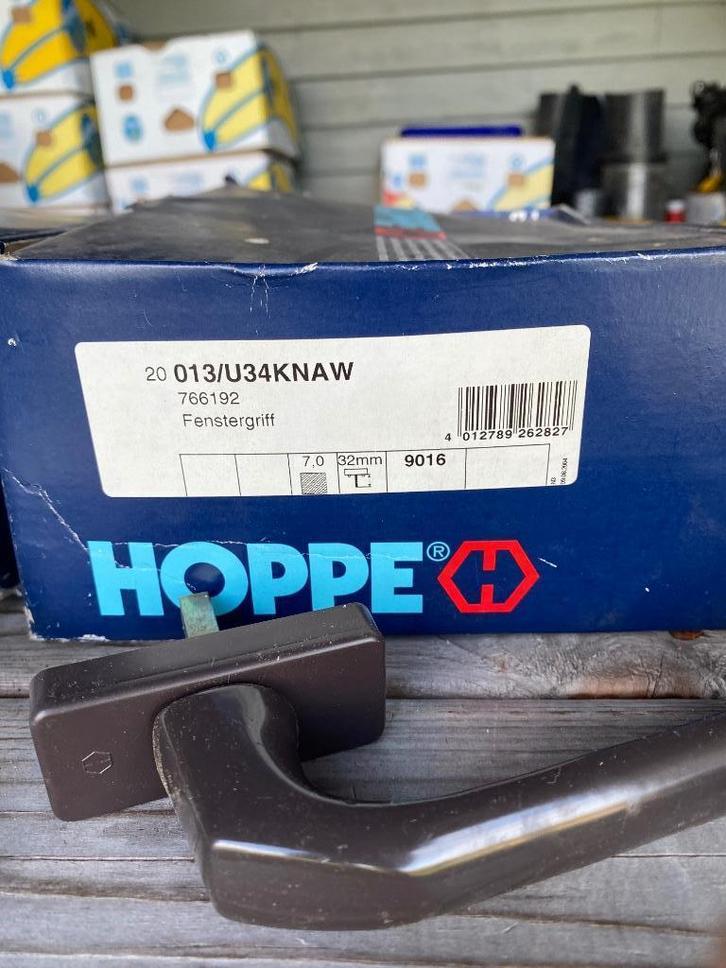 20 013/U34KNAW
766192
Fenstergriff
4 012789 262827
7,0 32mm 9016
HOPPE®